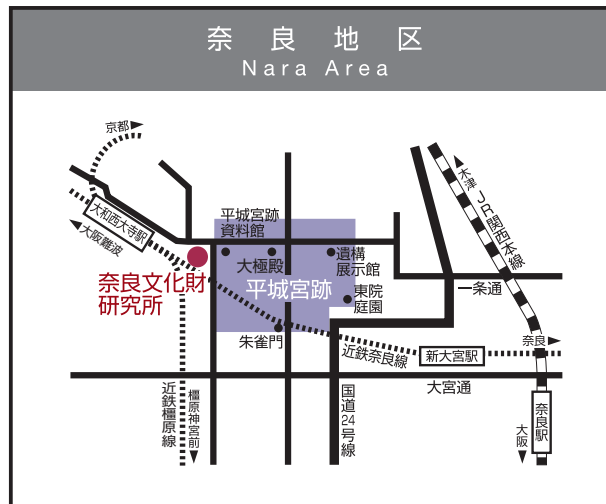 奈良地区
Nara Area
京都
木津
大和西大寺駅
大阪難波
平城宮跡
資料館
JR関西本線
大極殿
遺構
展示館
奈良文化財
研究所
平城宮跡
東院
庭園
一条通
朱雀門
近鉄奈良線
新大宮駅
奈良
大宮通
近鉄橿原線
橿原神宮前
国道24号線
奈良駅
大阪